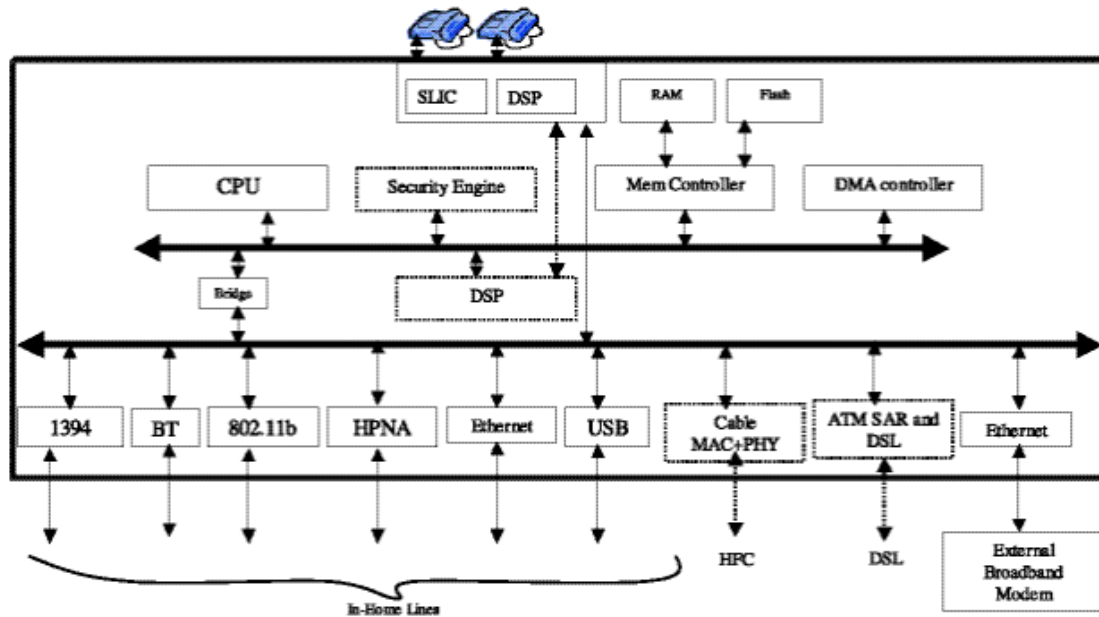 SLIC
DSP
RAM
Flash
CPU
Security Engine
Mem Controller
DMA controller
Bridge
DSP
1394
BT
802.11b
HPNA
Ethernet
USB
Cable
MAC+PHY
ATM SAR and
DSL
Ethernet
HFC
DSL
External
Broadband
Modem
In-Home Lines